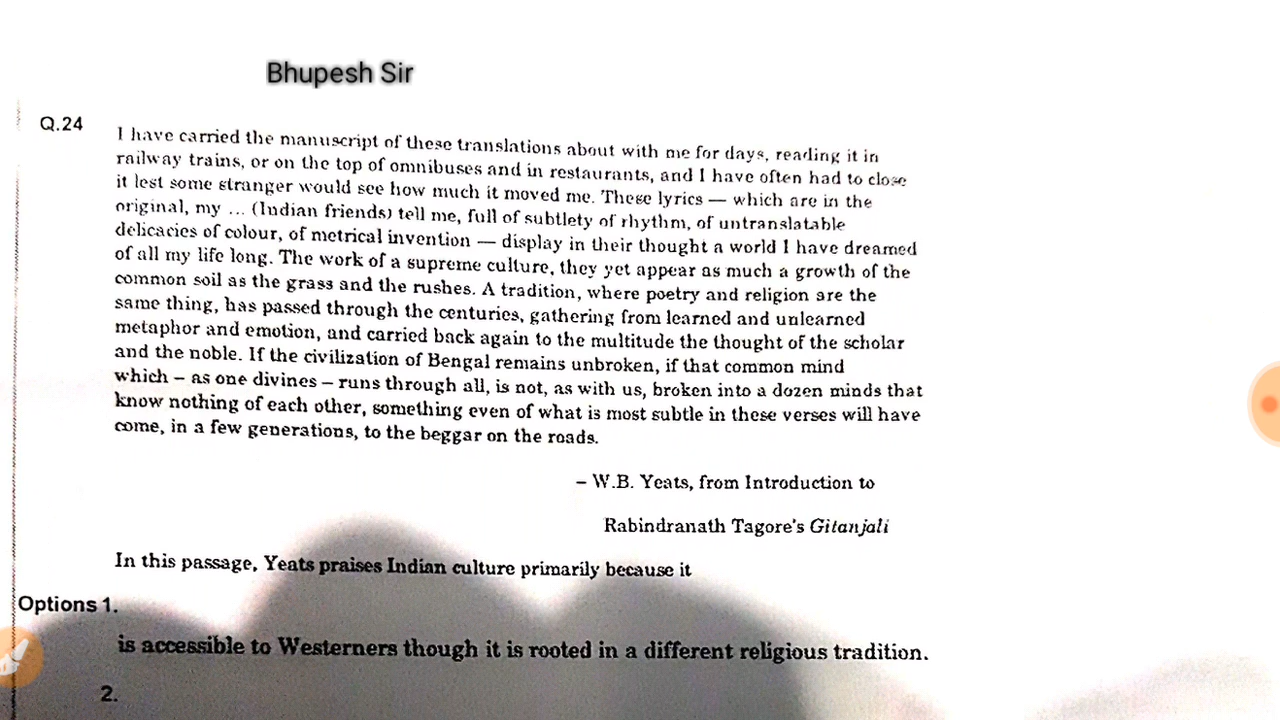 Bhupesh Sir
Q.24
I have carried the manuscript of these translations about with me for days, reading it in
railway trains, or on the top of omnibuses and in restaurants, and I have often had to close
it lest some stranger would see how much it moved me. These lyrics — which are in the
original, my ... (Indian friends) tell me, full of subtlety of rhythm, of untranslatable
delicacies of colour, of metrical invention — display in their thought a world I have dreamed
of all my life long. The work of a supreme culture, they yet appear as much a growth of the
common soil as the grass and the rushes. A tradition, where poetry and religion are the
same thing, has passed through the centuries, gathering from learned and unlearned
metaphor and emotion, and carried back again to the multitude the thought of the scholar
and the noble. If the civilization of Bengal remains unbroken, if that common mind
which – as one divines – runs through all, is not, as with us, broken into a dozen minds that
know nothing of each other, something even of what is most subtle in these verses will have
come, in a few generations, to the beggar on the roads.
– W.B. Yeats, from Introduction to
Rabindranath Tagore's Gitanjali
In this passage, Yeats praises Indian culture primarily because it
Options 1.
is accessible to Westerners though it is rooted in a different religious tradition.
2.